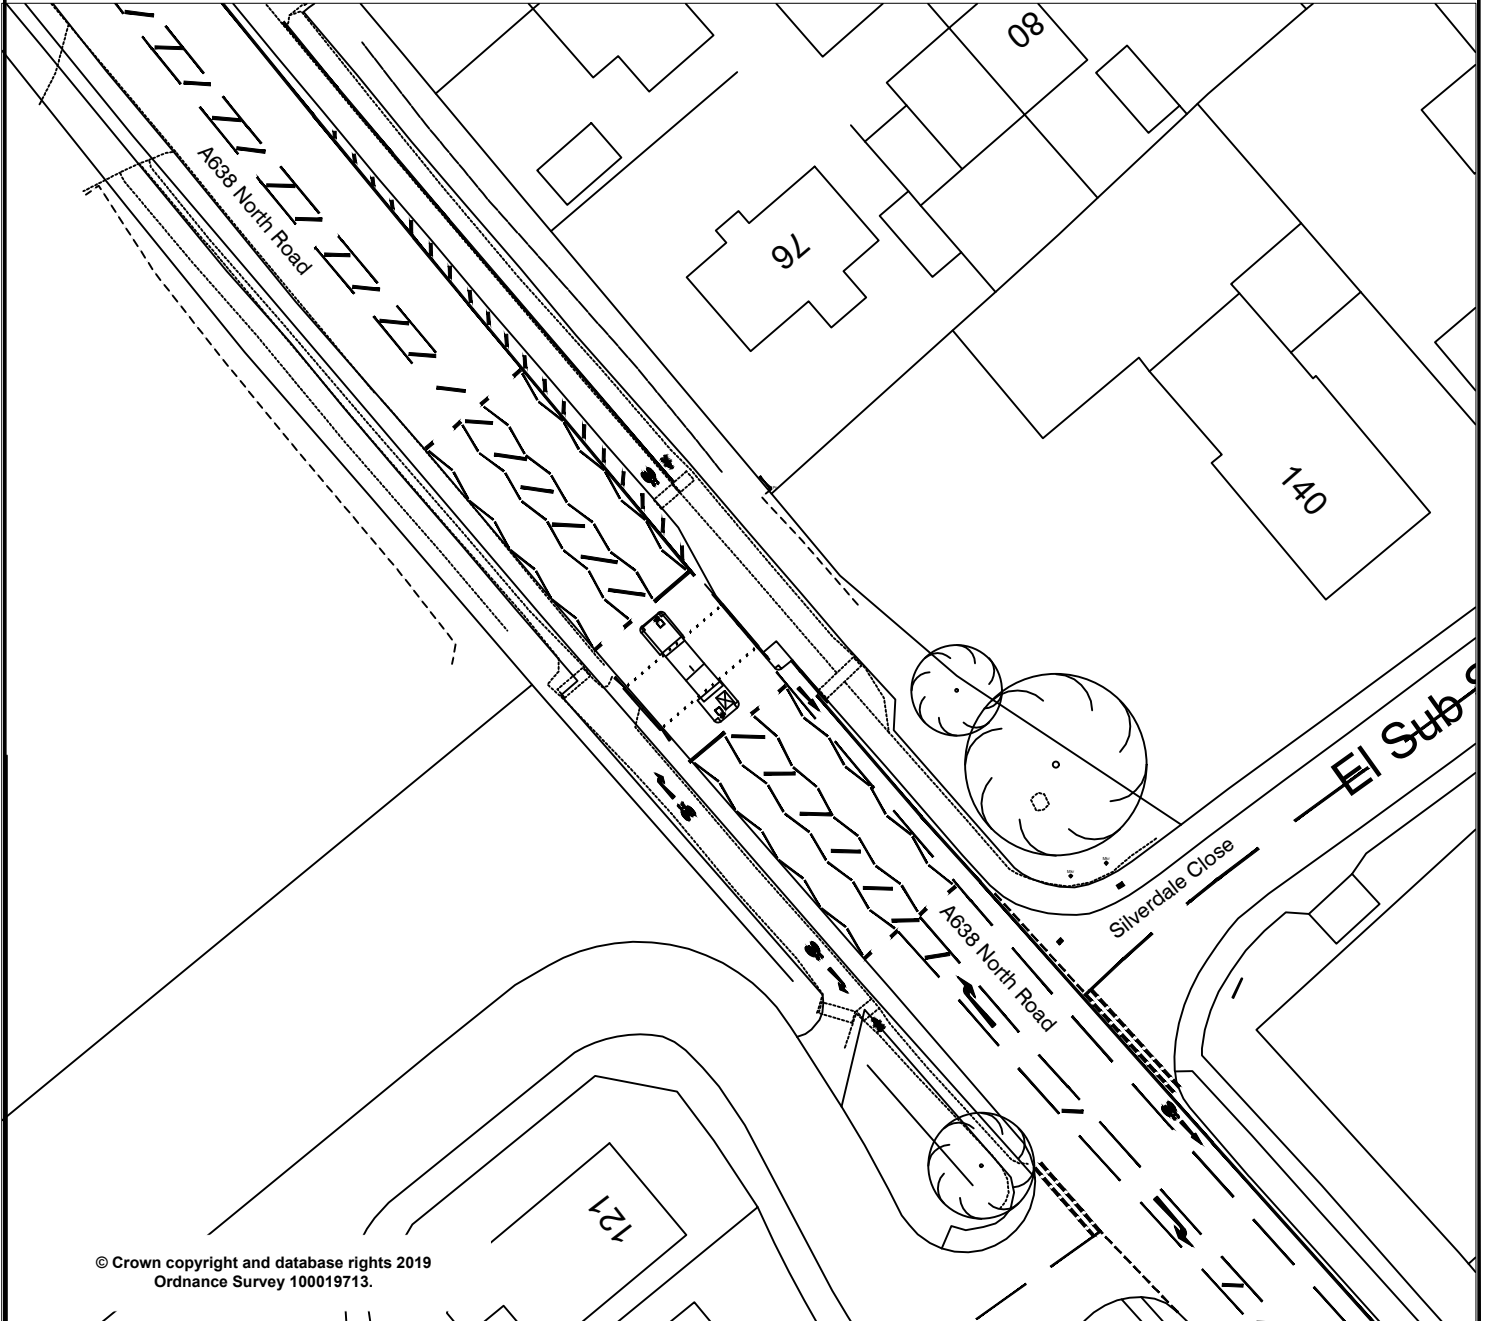 80
A638 North Road
76
140
El Sub
Silverdale Close
A638 North Road
121
© Crown copyright and database rights 2019
Ordnance Survey 100019713.